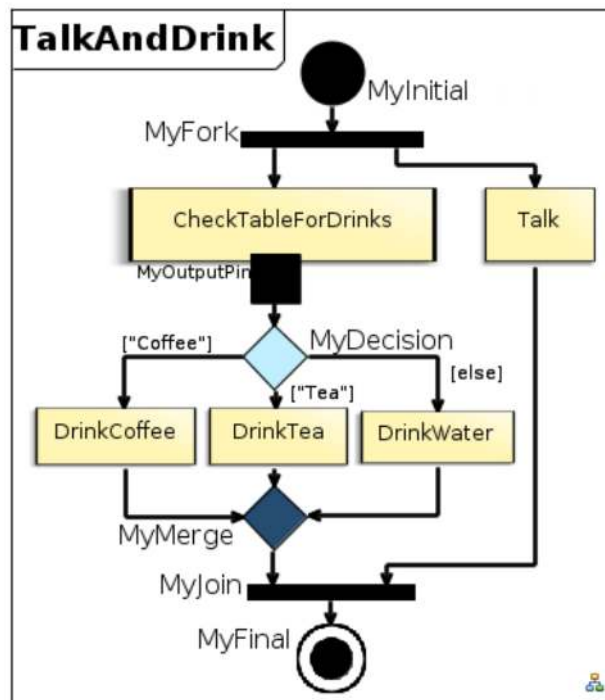 TalkAndDrink
MyInitial
MyFork
CheckTableForDrinks
Talk
MyOutputPin
MyDecision
["Coffee"]
["Tea"]
[else]
DrinkCoffee
DrinkTea
DrinkWater
MyMerge
MyJoin
MyFinal